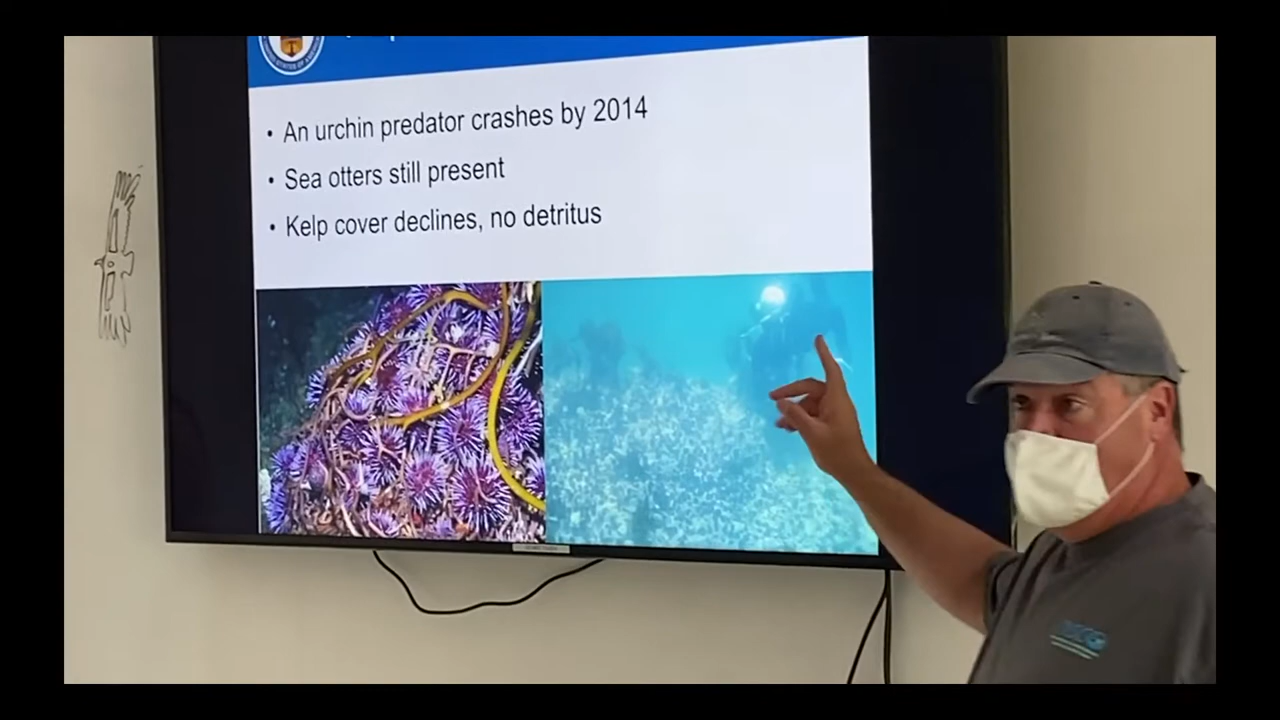 • An urchin predator crashes by 2014
• Sea otters still present
• Kelp cover declines, no detritus